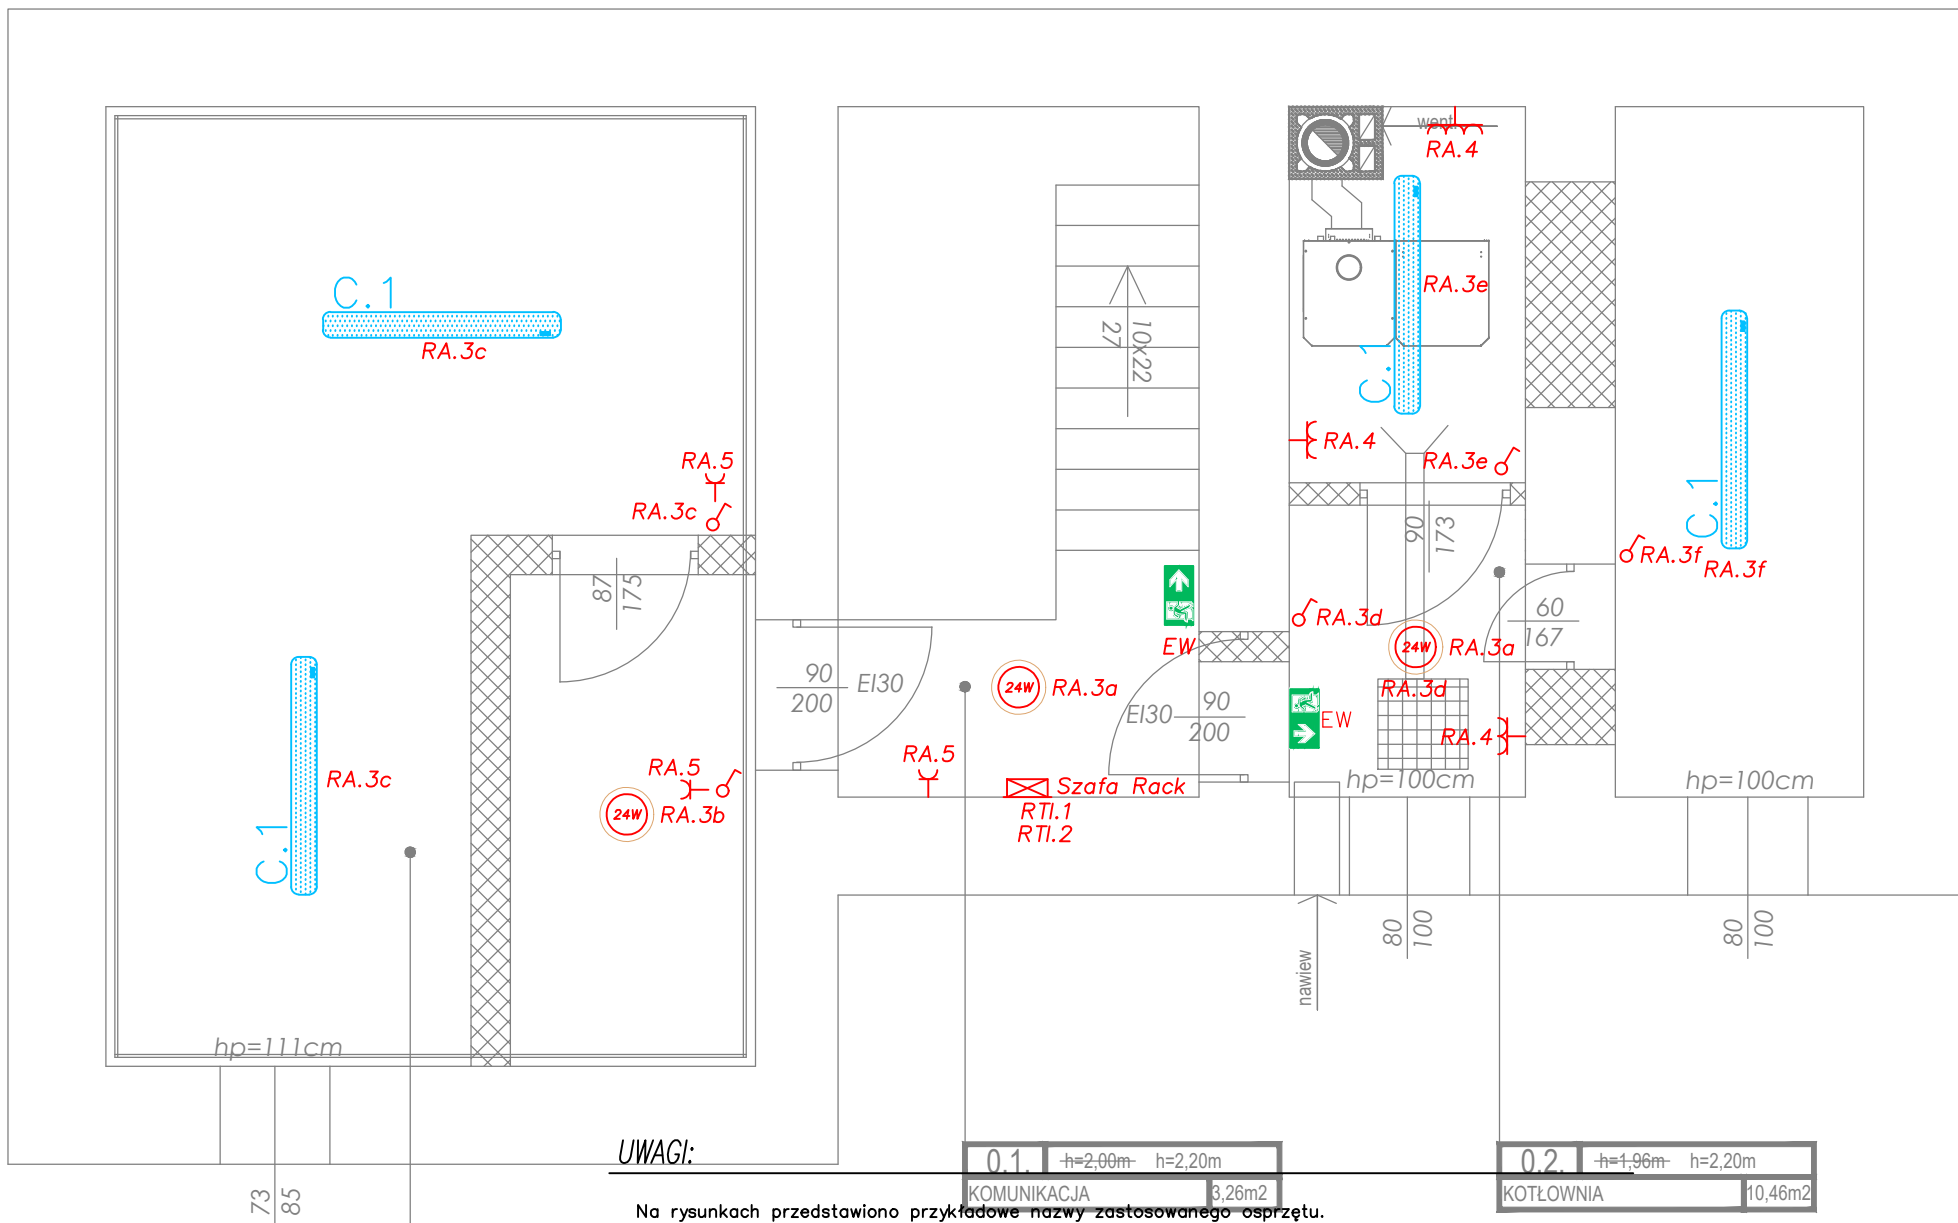 went.
RA.4
C.1
RA.3c
RA.3e
C.1
10x22
27
RA.4
RA.3e
RA.5
RA.3c
C.1
RA.3f
RA.3f
90
173
87
175
60
167
RA.3d
EW
24W
RA.3a
RA.3d
24W
RA.3a
90
200
EI30
EI30
90
200
EW
RA.4
RA.5
Szafa Rack
RTI.1
RTI.2
hp=100cm
hp=100cm
RA.3c
C.1
RA.5
24W
RA.3b
80
100
80
100
nawiew
hp=111cm
73
85
UWAGI:
0.1.
h=2,00m
h=2,20m
KOMUNIKACJA
3,26m2
0.2.
h=1,96m
h=2,20m
KOTŁOWNIA
10,46m2
Na rysunkach przedstawiono przykładowe nazwy zastosowanego osprzętu.